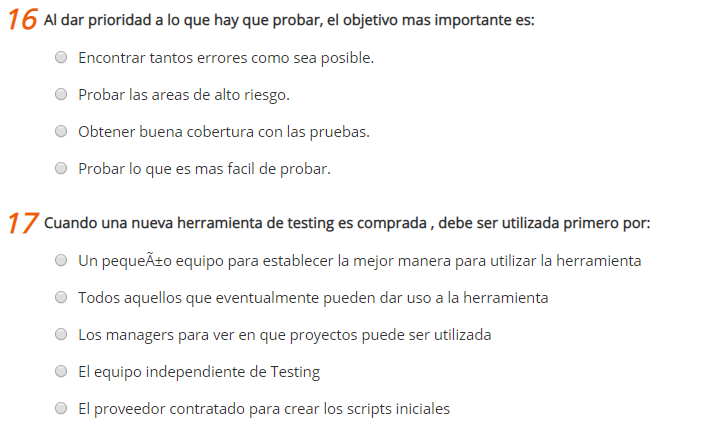 16 Al dar prioridad a lo que hay que probar, el objetivo mas importante es:
Encontrar tantos errores como sea posible.
Probar las areas de alto riesgo.
Obtener buena cobertura con las pruebas.
Probar lo que es mas facil de probar.
17 Cuando una nueva herramienta de testing es comprada , debe ser utilizada primero por:
Un pequeÃ±o equipo para establecer la mejor manera para utilizar la herramienta
Todos aquellos que eventualmente pueden dar uso a la herramienta
Los managers para ver en que proyectos puede ser utilizada
El equipo independiente de Testing
El proveedor contratado para crear los scripts iniciales